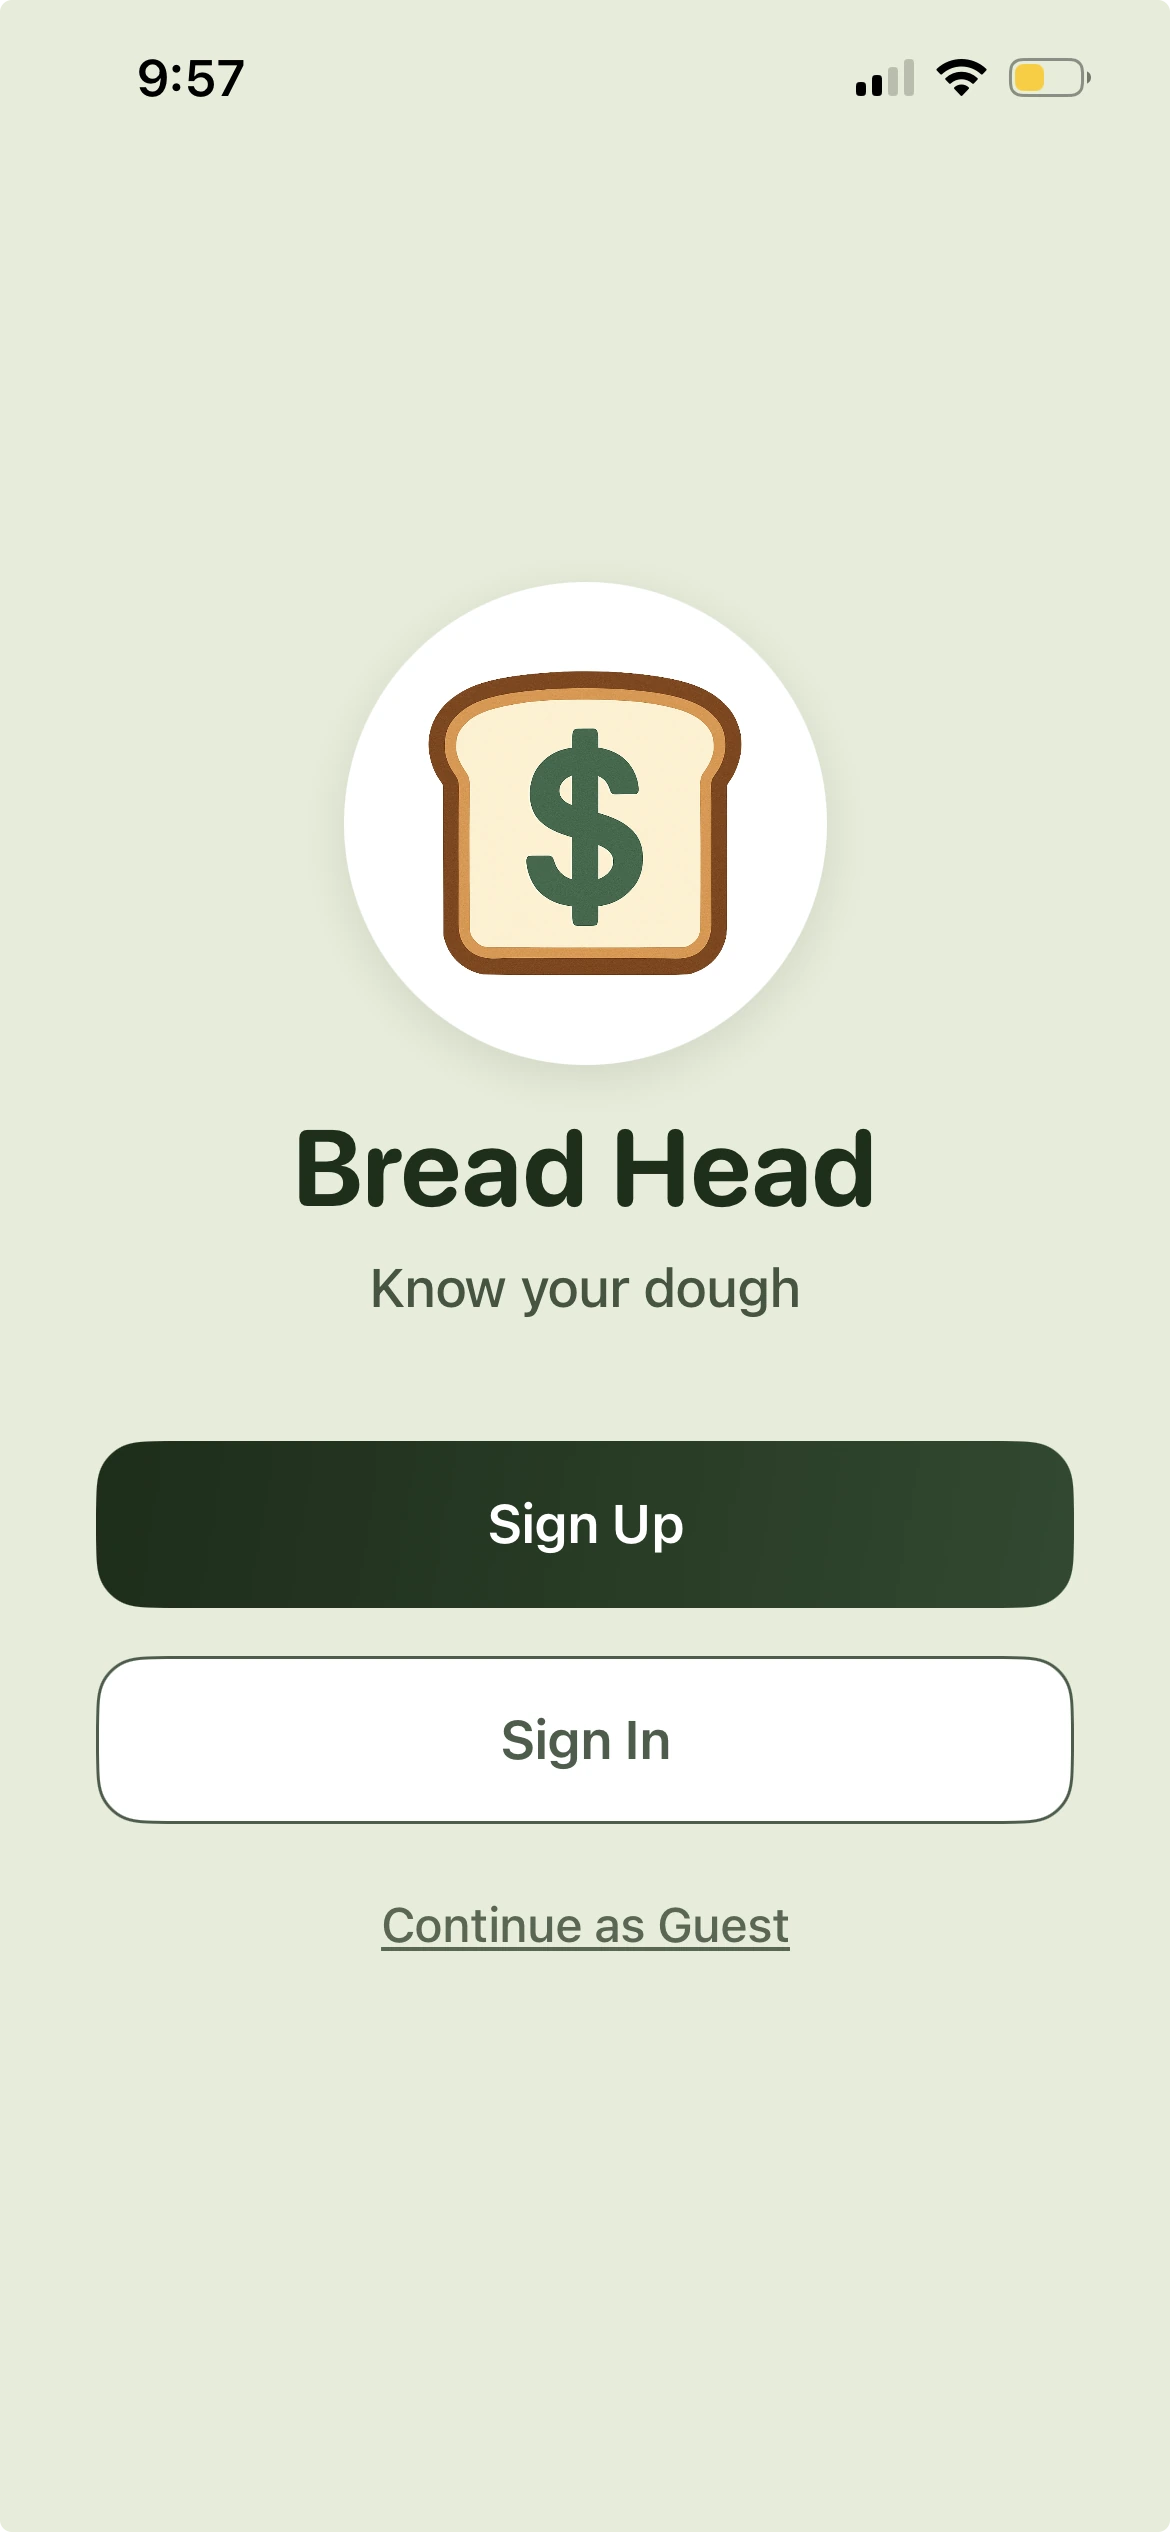 9:57
$
Bread Head
Know your dough
Sign Up
Sign In
Continue as Guest